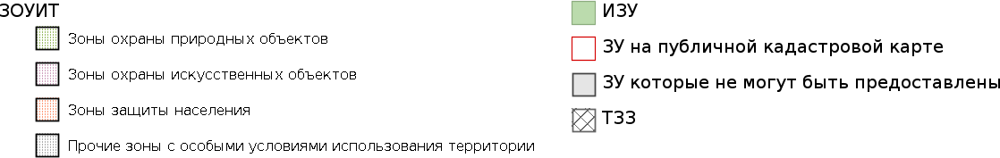 ЗОУИТ
Зоны охраны природных объектов
Зоны охраны искусственных объектов
Зоны защиты населения
Прочие зоны с особыми условиями использования территории
ИЗУ
ЗУ на публичной кадастровой карте
ЗУ которые не могут быть предоставлены
ТЗЗ